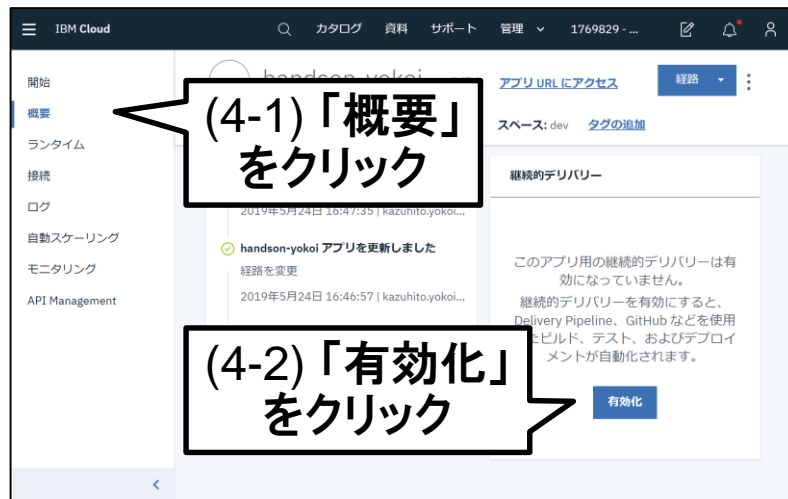 IBM Cloud
カタログ
資料
サポート
管理
1769829 - ...
開始
概要
ランタイム
接続
ログ
自動スケーリング
モニタリング
API Management
アプリ URL にアクセス
経路
スペース: dev タグの追加
(4-1)「概要」
をクリック
2019年5月24日 16:47:35 | kazuhito.yokoi...
handson-yokoi アプリを更新しました
経路を変更
2019年5月24日 16:46:57 | kazuhito.yokoi...
継続的デリバリー
このアプリ用の継続的デリバリーは有
効になっていません。
継続的デリバリーを有効にすると、
Delivery Pipeline、GitHub などを使用
たビルド、テスト、およびデプロイ
メントが自動化されます。
有効化
(4-2)「有効化」
をクリック